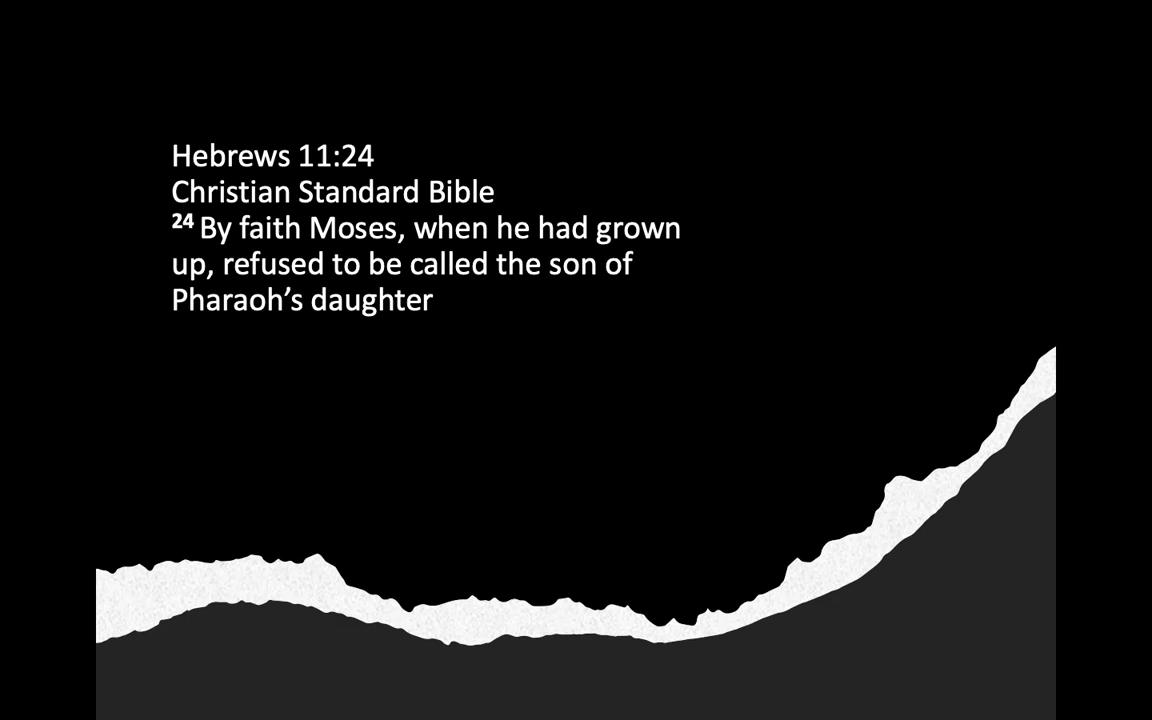 Hebrews 11:24
Christian Standard Bible
24 By faith Moses, when he had grown
up, refused to be called the son of
Pharaoh’s daughter